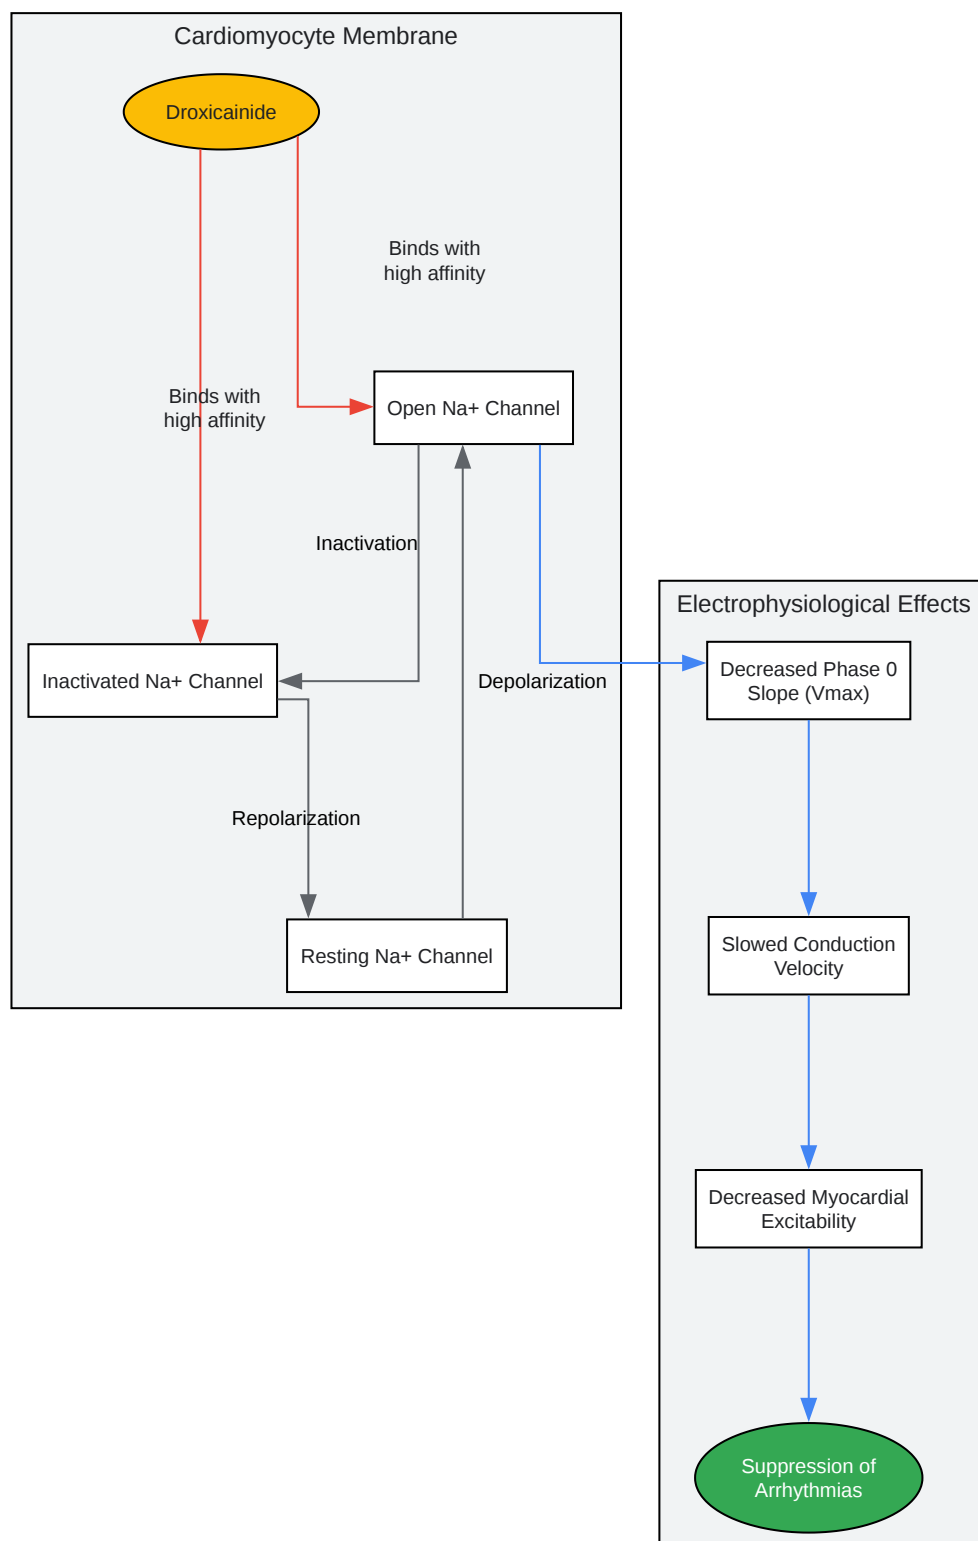 Cardiomyocyte Membrane
Droxicainide
Binds with
high affinity
Binds with
high affinity
Open Na+ Channel
Inactivation
Inactivated Na+ Channel
Depolarization
Repolarization
Resting Na+ Channel
Electrophysiological Effects
Decreased Phase 0
Slope (Vmax)
Slowed Conduction
Velocity
Decreased Myocardial
Excitability
Suppression of
Arrhythmias